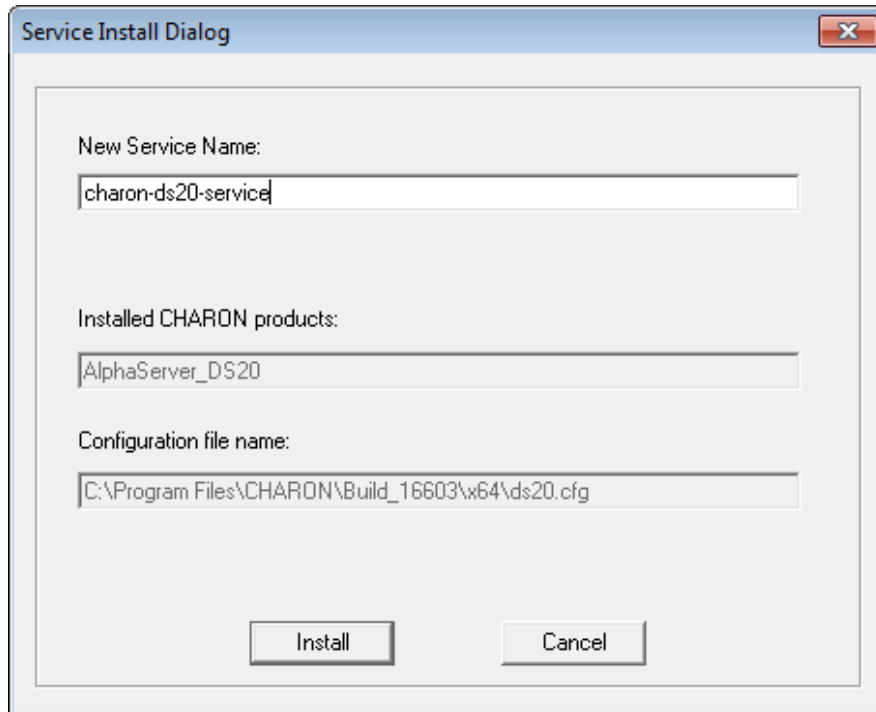 Service Install Dialog
New Service Name:
charon-ds20-service
Installed CHARON products:
AlphaServer_DS20
Configuration file name:
C:\Program Files\CHARON\Build_16603\x64\ds20.cfg
Install Cancel